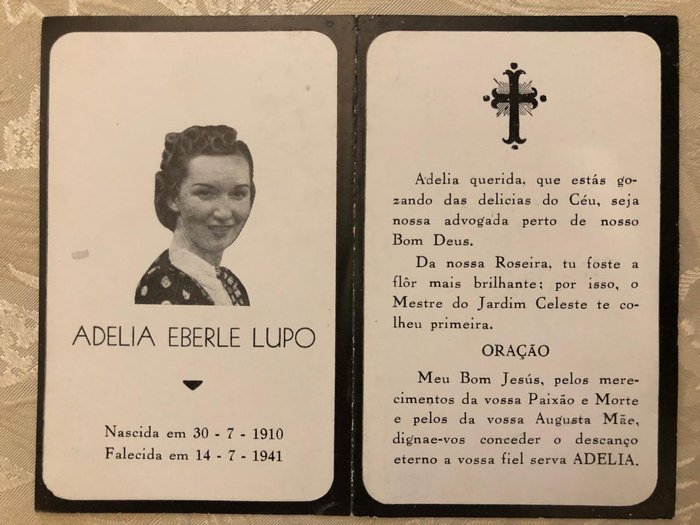 ADELIA EBERLE LUPO
Nascida em 30 - 7 - 1910
Falecida em 14 - 7 - 1941
Adelia querida, que estás go-
zando das delicias do Céu, seja
nossa advogada perto de nosso
Bom Deus.
Da nossa Roseira, tu foste a
flôr mais brilhante; por isso, o
Mestre do Jardim Celeste te co-
lheu primeira.
ORAÇÃO
Meu Bom Jesús, pelos mere-
cimentos da vossa Paixão e Morte
e pelos da vossa Augusta Mãe,
dignae-vos conceder o descanço
eterno a vossa fiel serva ADELIA.